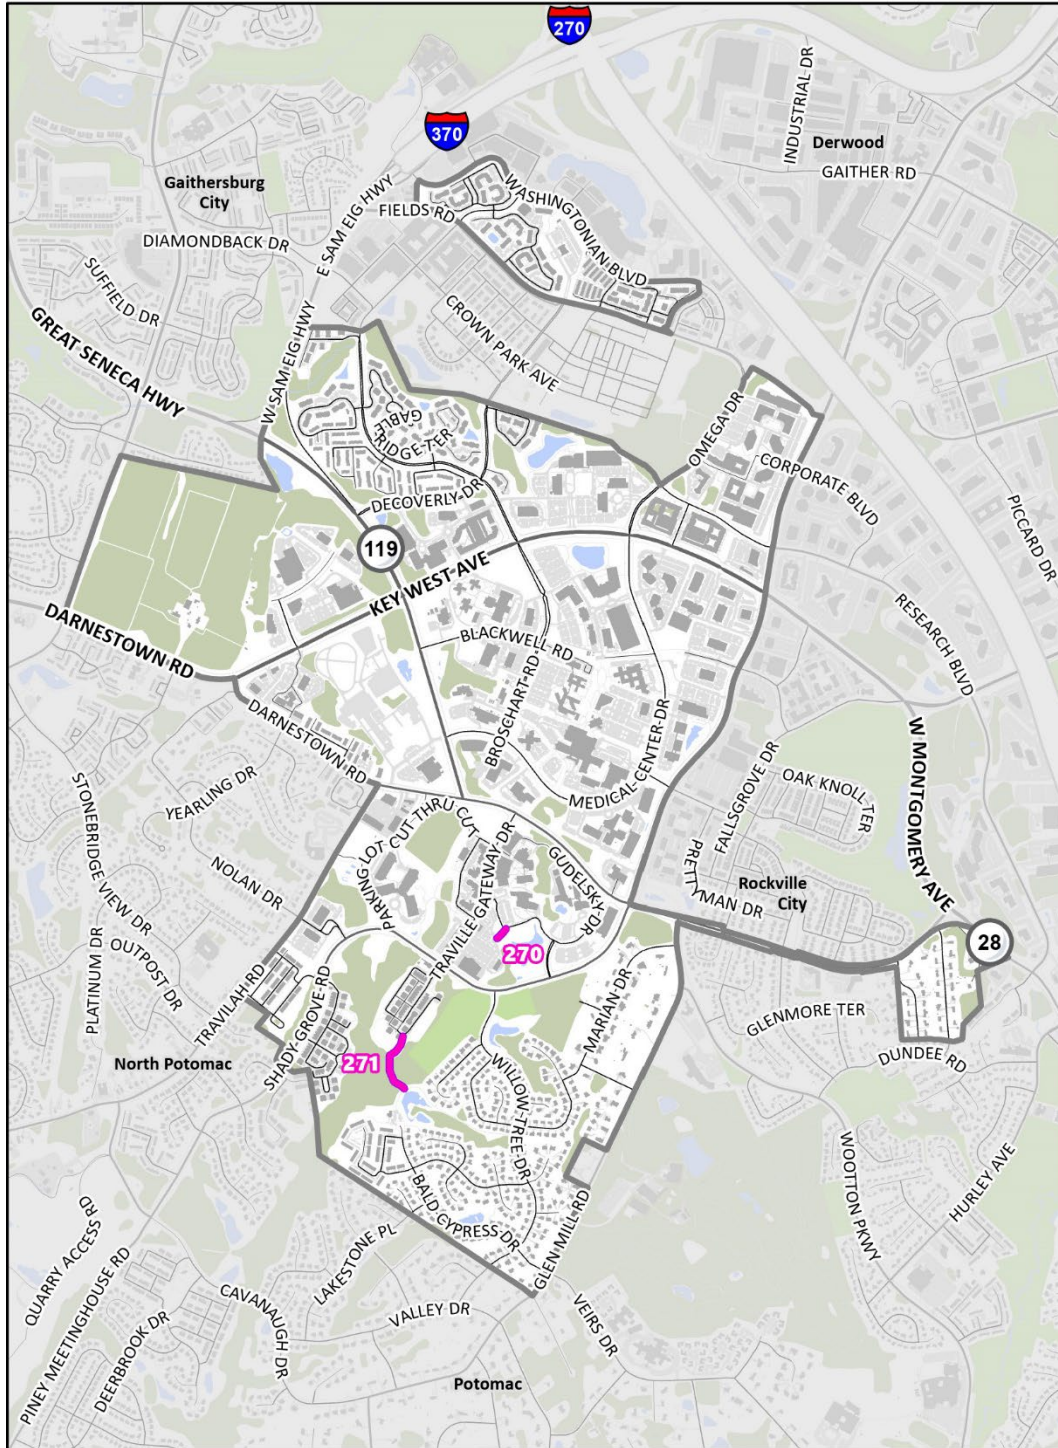 270
370
INDUSTRIAL DR
Derwood
GAITHER RD
Gaithersburg
City
WASHINGTONIAN BLVD
FIELDS RD
E SAM EIG HWY
DIAMONDBACK DR
SUFFIELD DR
CROWN PARK AVE
GREAT SENECA HWY
W SAM EIG HWY
OMEGA DR
GABLE
RIDGE TER
CORPORATE BLVD
DECOVERLY DR
PICCARD DR
119
KEY WEST AVE
RESEARCH BLVD
DARNESTOWN RD
BLACKWELL RD
BROSCHART RD
MEDICAL CENTER DR
W MONTGOMERY AVE
DARNESTOWN RD
FALLSGROVE DR
OAK KNOLL TER
STONEBRIDGE VIEW DR
YEARLING DR
PARKING LOT CUT THRU CUT
TRAVILLE GATEWAY DR
GUDELSKY DR
PRETTYMAN DR
Rockville
City
NOLAN DR
28
PLATINUM DR
OUTPOST DR
270
TRAVILAH RD
SHADY GROVE RD
MARIAN DR
GLENMORE TER
DUNDEE RD
North Potomac
271
WILLOW TREE DR
WOOTTON PKWY
HURLEY AVE
BALD CYPRESS DR
GLEN MILL RD
QUARRY ACCESS
RD
PINEY MEETINGHOUSE RD
LAKESTONE PL
CAVANAUGH DR
VALLEY DR
VEIRS DR
DEERBROOK DR
Potomac